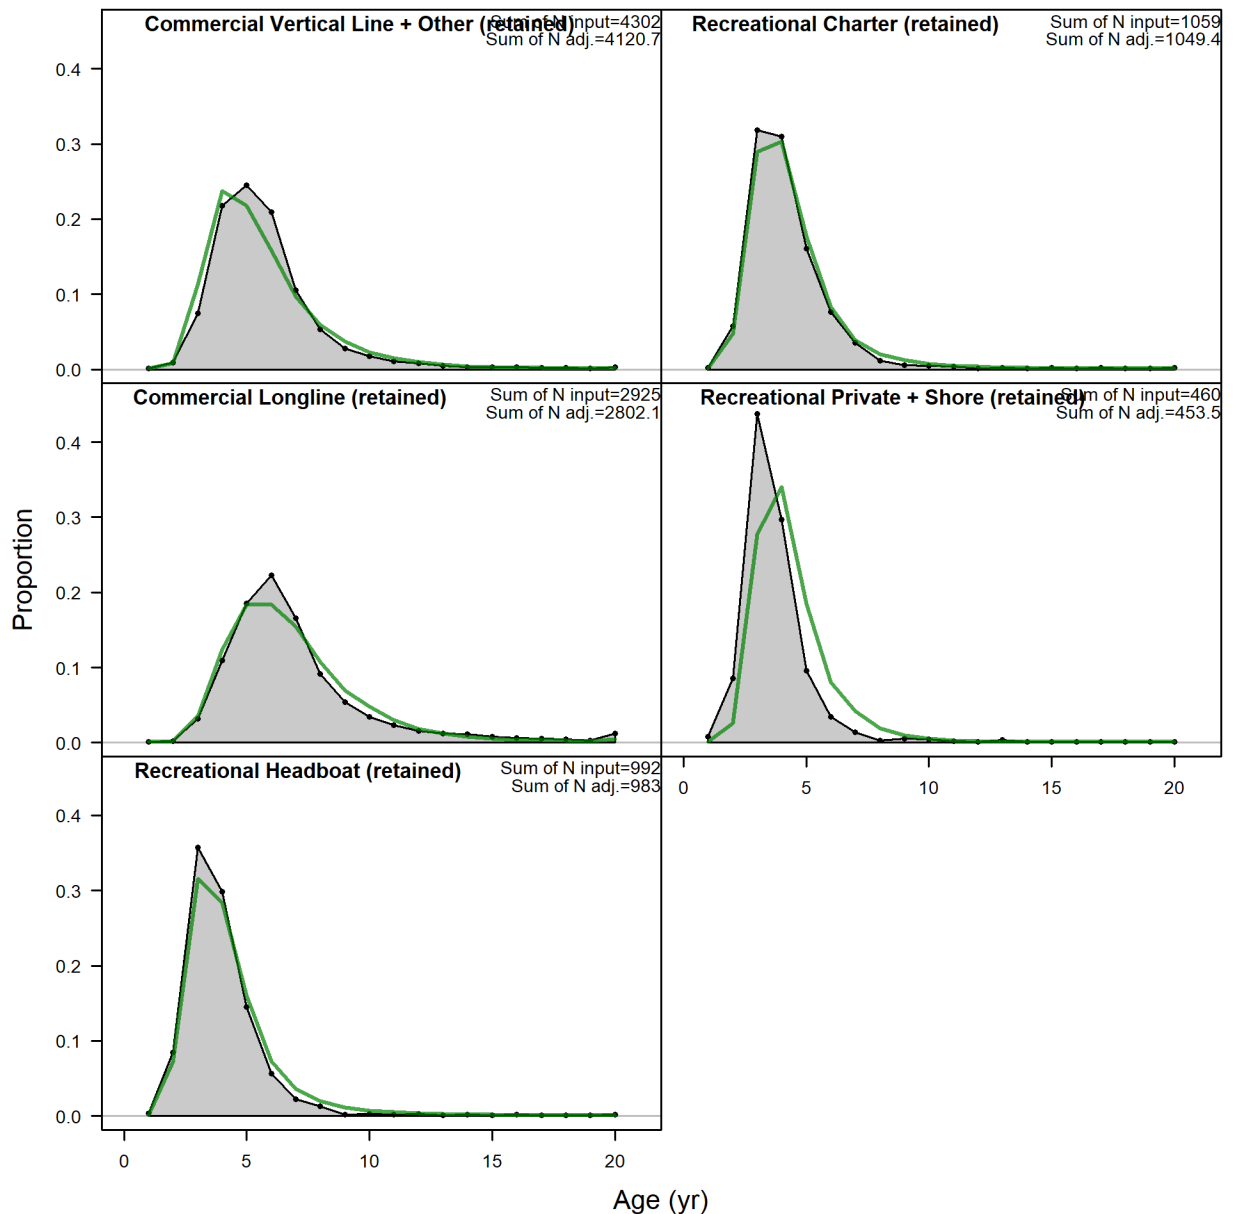 Commercial Vertical Line + Other (retained)
Sum of N input=4302
Sum of N adj.=4120.7
Recreational Charter (retained)
Sum of N input=1059
Sum of N adj.=1049.4
0.4
0.3
0.2
0.1
0.0
Commercial Longline (retained)
Sum of N input=2925
Sum of N adj.=2802.1
Recreational Private + Shore (retained)
Sum of N input=460
Sum of N adj.=453.5
0.4
0.3
0.2
0.1
0.0
Proportion
0 5 10 15 20
Recreational Headboat (retained)
Sum of N input=992
Sum of N adj.=983
0.4
0.3
0.2
0.1
0.0
0 5 10 15 20
Age (yr)